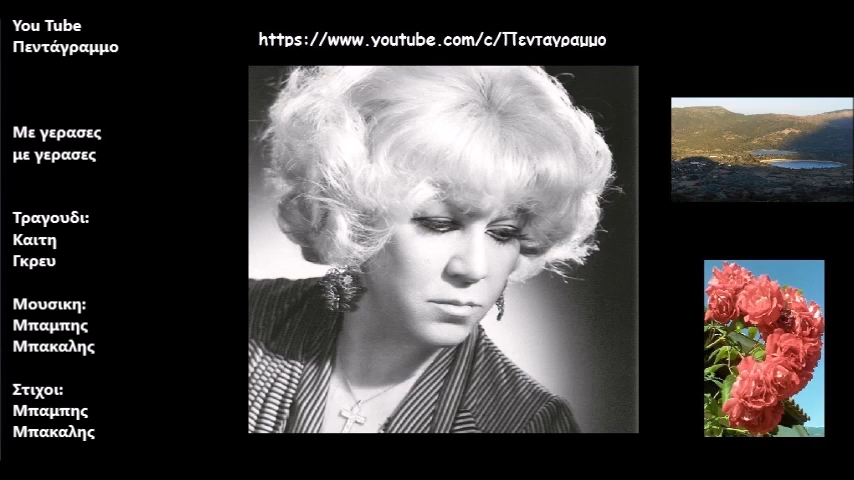 You Tube
Πεντάγραμμο
https://www.youtube.com/c/Πενταγραμμο
Με γερασες
με γερασες
Τραγουδι:
Καιτη
Γκρευ
Μουσικη:
Μπαμπης
Μπακαλης
Στιχοι:
Μπαμπης
Μπακαλης